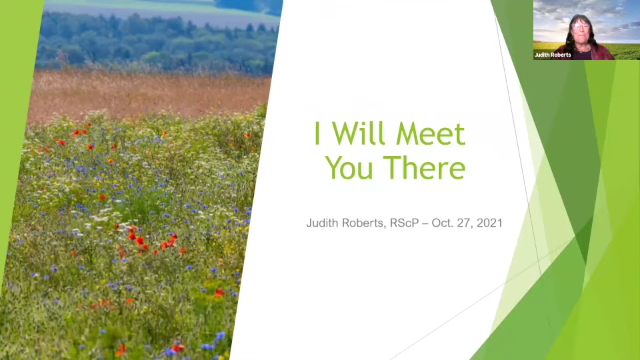 I Will Meet
You There
Judith Roberts, RScP – Oct. 27, 2021
Judith Roberts